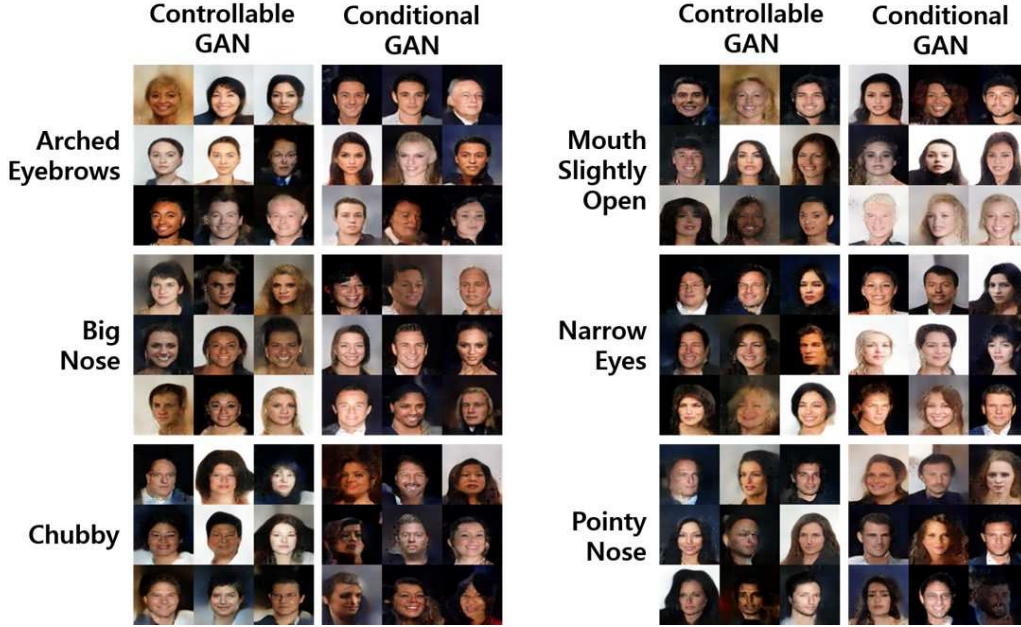 Controllable
GAN
Conditional
GAN
Arched
Eyebrows
Big
Nose
Chubby
Controllable
GAN
Conditional
GAN
Mouth
Slightly
Open
Narrow
Eyes
Pointy
Nose